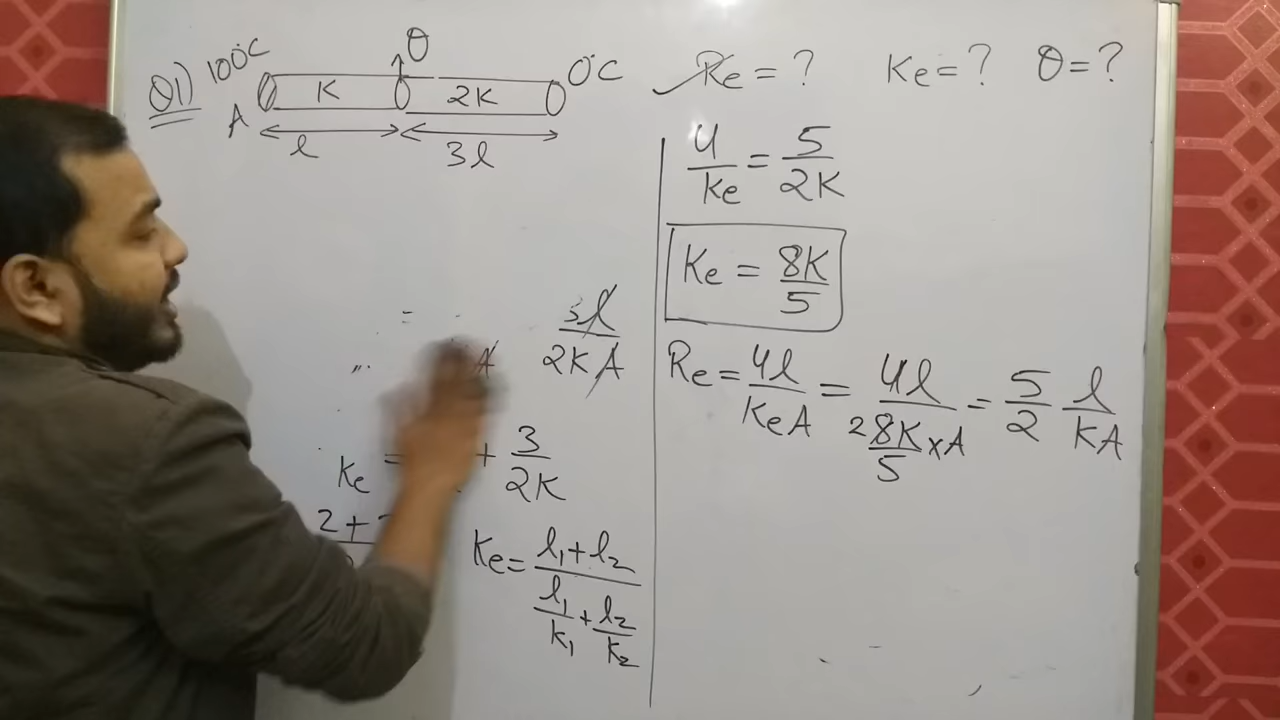 Q1) 100°C K θ 2K 0°C
A l 3l
Re = ? Ke = ? θ = ?
4/Ke = 5/2K
Ke = 8K/5
Re = 4l/KeA = 4l/(8K/5 × A) = 5/2 l/KA
=
A 3l/2KA
Ke = + 3/2K
2 +
Ke = (l₁ + l₂)/(l₁/K₁ + l₂/K₂)